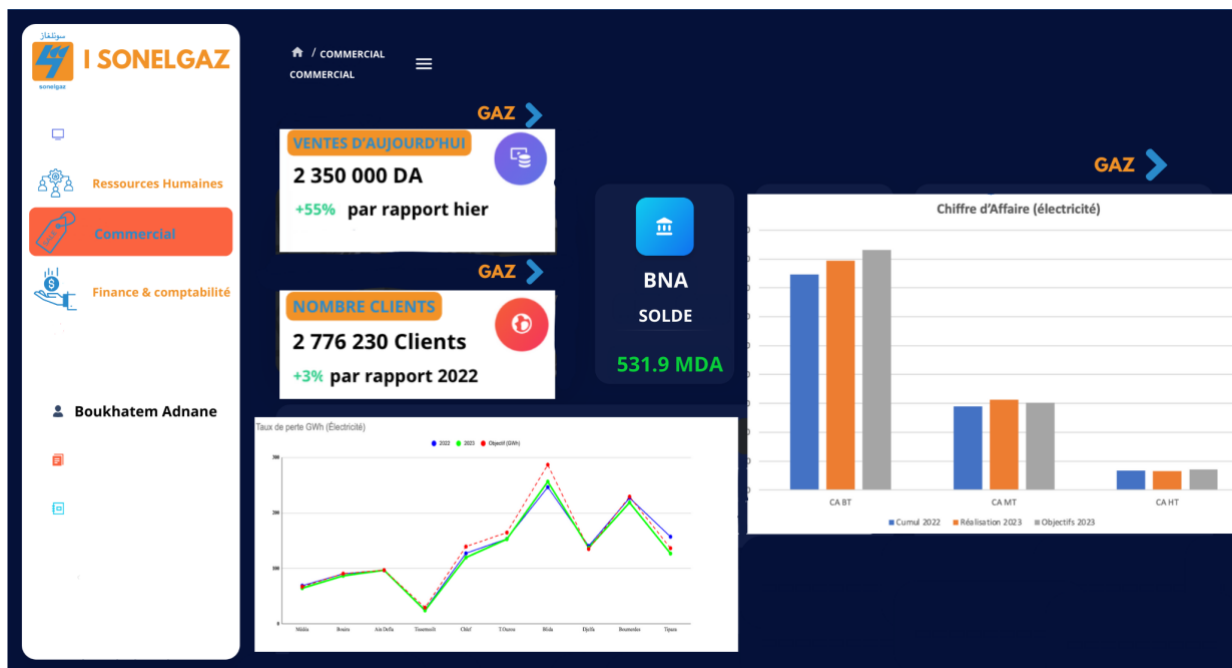 سونلغاز
sonelgaz
I SONELGAZ
Ressources Humaines
SALE
Commercial
Finance & comptabilité
Boukhatem Adnane
/ COMMERCIAL
COMMERCIAL
GAZ
VENTES D'AUJOURD'HUI
2 350 000 DA
+55% par rapport hier
GAZ
NOMBRE CLIENTS
2 776 230 Clients
+3% par rapport 2022
BNA
SOLDE
531.9 MDA
GAZ
Chiffre d'Affaire (électricité)
CA BT CA MT CA HT
Cumul 2022 Réalisation 2023 Objectifs 2023
Taux de perte GWh (Électricité)
2022 2023 Objectif (GWh)
300
200
100
0
Médéa Bouira Ain Defla Tissemsilt Chlef T.Ouzou Blida Djelfa Boumerdes Tipaza